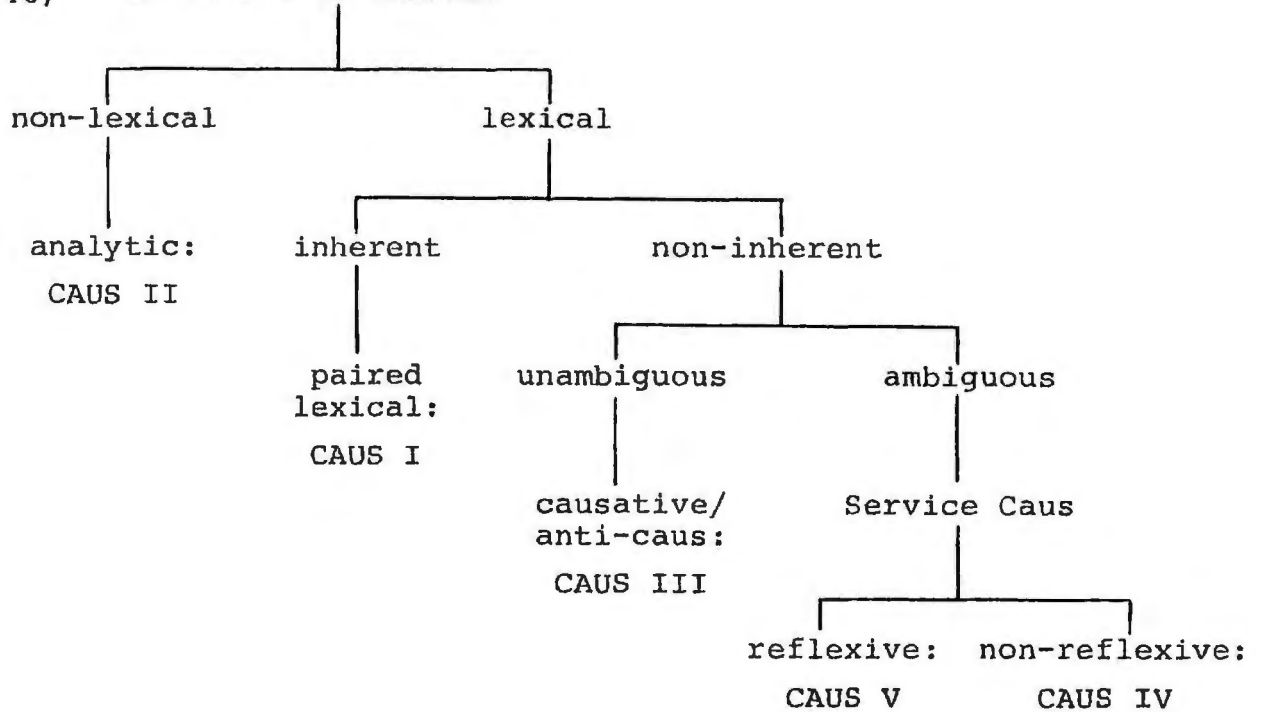 non-lexical lexical
analytic: inherent non-inherent
CAUS II
paired unambiguous ambiguous
lexical:
CAUS I
causative/ Service Caus
anti-caus:
CAUS III
reflexive: non-reflexive:
CAUS V CAUS IV